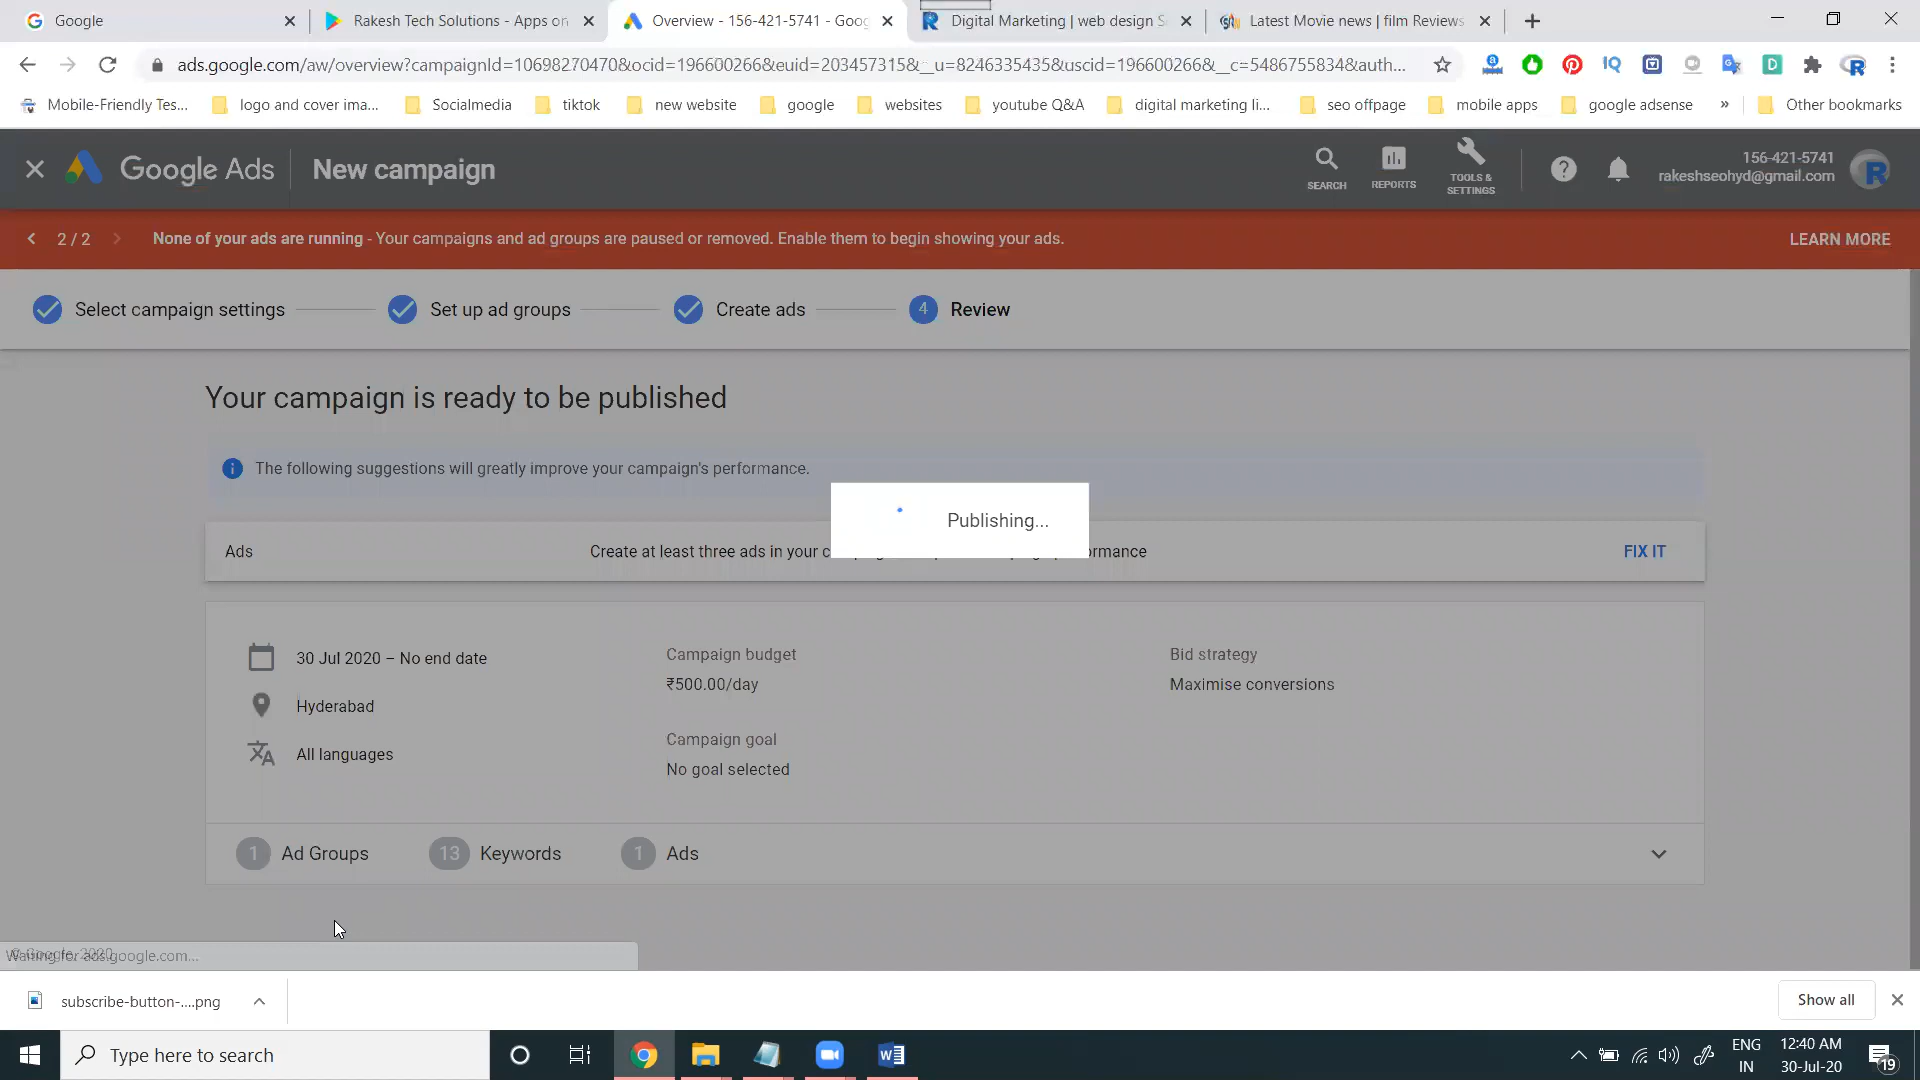 Google
Rakesh Tech Solutions - Apps on
Overview - 156-421-5741 - Goog
Digital Marketing | web design S
Latest Movie news | film Reviews
ads.google.com/aw/overview?campaignId=10698270470&ocid=196600266&euid=203457315&__u=8246335435&uscid=196600266&__c=5486755834&auth...
Mobile-Friendly Tes...
logo and cover ima...
Socialmedia
tiktok
new website
google
websites
youtube Q&A
digital marketing li...
seo offpage
mobile apps
google adsense
»
Other bookmarks
Google Ads
New campaign
SEARCH
REPORTS
TOOLS &
SETTINGS
156-421-5741
rakeshseohyd@gmail.com
2 / 2
None of your ads are running - Your campaigns and ad groups are paused or removed. Enable them to begin showing your ads.
LEARN MORE
Select campaign settings
Set up ad groups
Create ads
4 Review
Your campaign is ready to be published
The following suggestions will greatly improve your campaign's performance.
Publishing...
Ads
Create at least three ads in your
FIX IT
30 Jul 2020 – No end date
Campaign budget
Bid strategy
₹500.00/day
Maximise conversions
Hyderabad
Campaign goal
All languages
No goal selected
1 Ad Groups
13 Keywords
1 Ads
© Google, 2020
Waiting for ads.google.com...
subscribe-button-....png
Show all
Type here to search
ENG
IN
12:40 AM
30-Jul-20
19